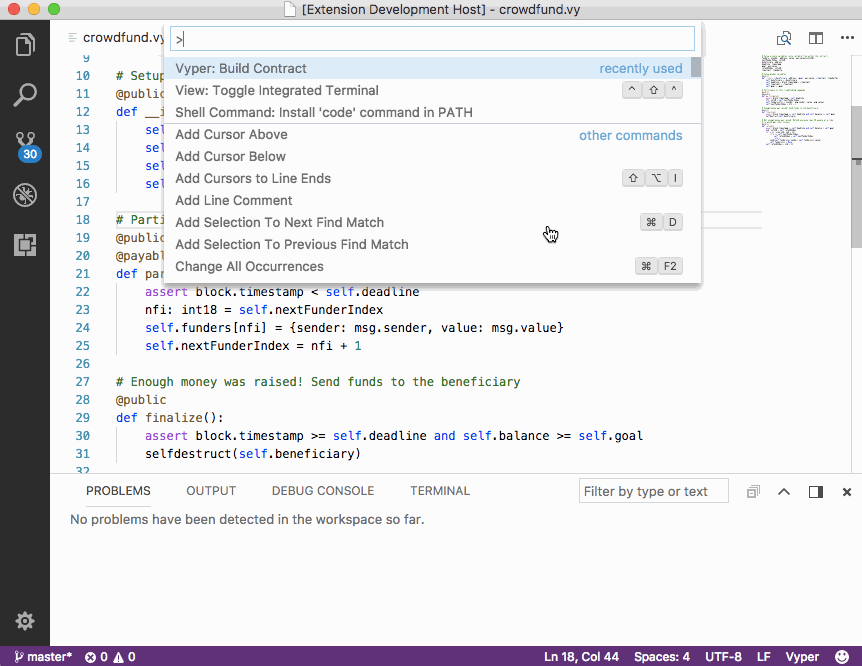 [Extension Development Host] - crowdfund.vy
crowdfund.vy
>
Vyper: Build Contract recently used
View: Toggle Integrated Terminal ^ ⇧ ^
Shell Command: Install 'code' command in PATH
Add Cursor Above other commands
Add Cursor Below
Add Cursors to Line Ends ⇧ ⌥ I
Add Line Comment
Add Selection To Next Find Match ⌘ D
Add Selection To Previous Find Match
Change All Occurrences ⌘ F2
30
9
10 # Setup
11 @public
12 def __i
13 sel
14 sel
15 sel
16 sel
17
18 # Parti
19 @public
20 @payabl
21 def par
22 assert block.timestamp < self.deadline
23 nfi: int18 = self.nextFunderIndex
24 self.funders[nfi] = {sender: msg.sender, value: msg.value}
25 self.nextFunderIndex = nfi + 1
26
27 # Enough money was raised! Send funds to the beneficiary
28 @public
29 def finalize():
30 assert block.timestamp >= self.deadline and self.balance >= self.goal
31 selfdestruct(self.beneficiary)
32
PROBLEMS OUTPUT DEBUG CONSOLE TERMINAL Filter by type or text
No problems have been detected in the workspace so far.
master* 0 0 Ln 18, Col 44 Spaces: 4 UTF-8 LF Vyper